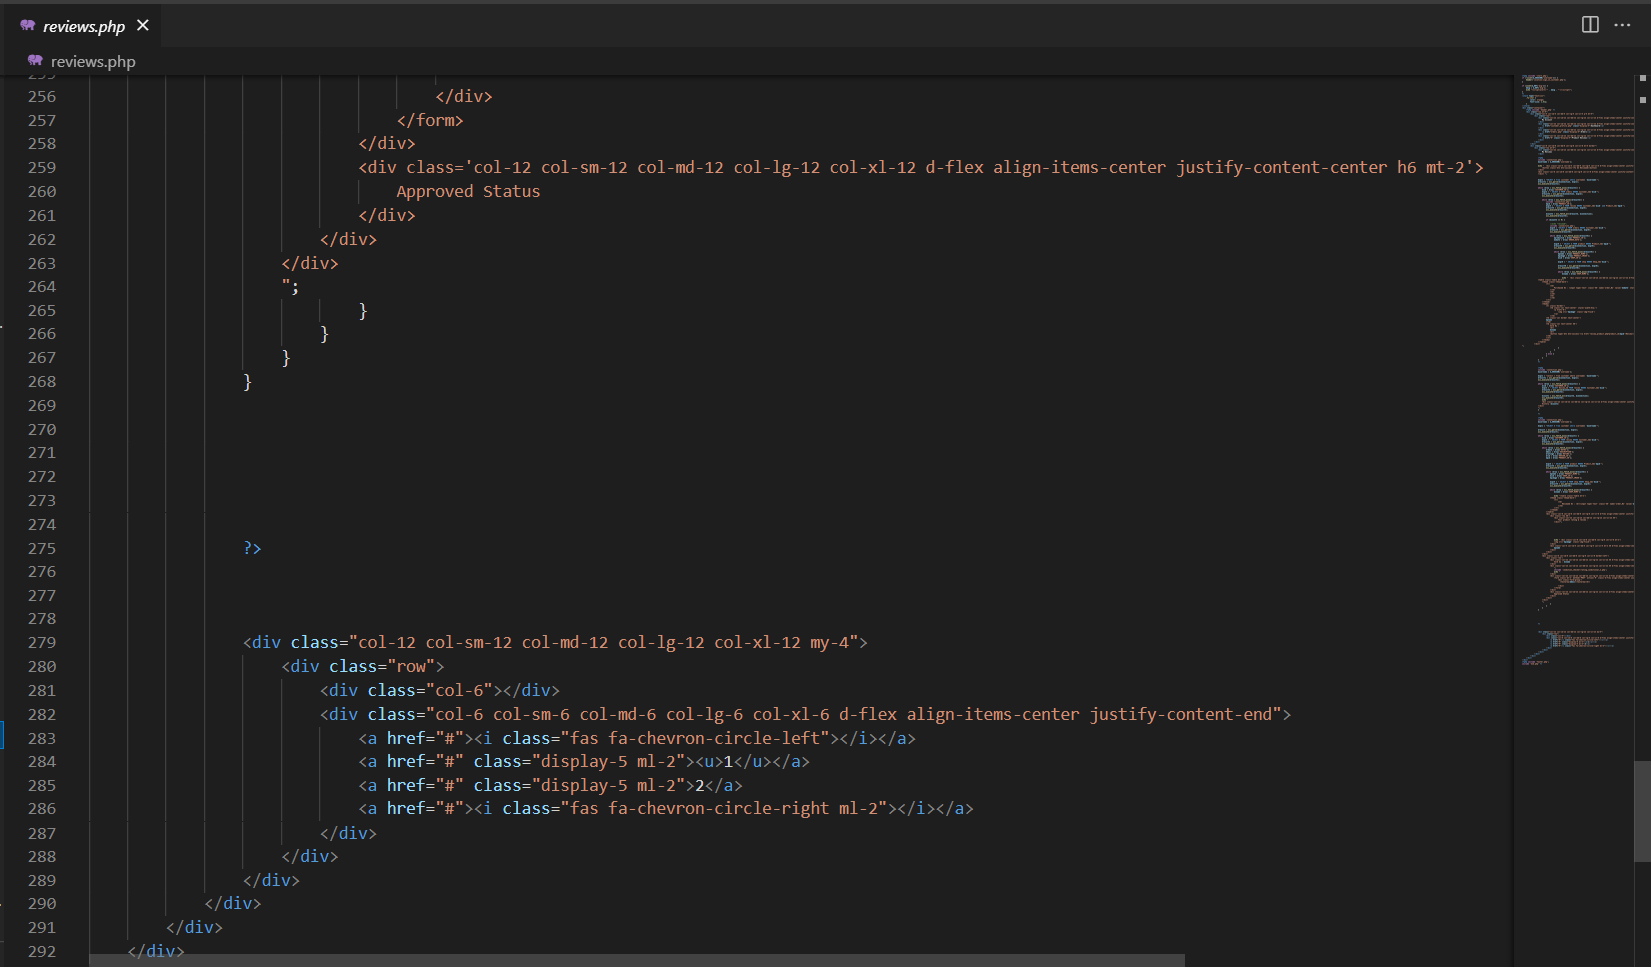 reviews.php
reviews.php
256 </div>
257 </form>
258 </div>
259 <div class='col-12 col-sm-12 col-md-12 col-lg-12 col-xl-12 d-flex align-items-center justify-content-center h6 mt-2'>
260 Approved Status
261 </div>
262 </div>
263 </div>
264 ";
265 }
266 }
267 }
268 }
269
270
271
272
273
274
275 ?>
276
277
278
279 <div class="col-12 col-sm-12 col-md-12 col-lg-12 col-xl-12 my-4">
280 <div class="row">
281 <div class="col-6"></div>
282 <div class="col-6 col-sm-6 col-md-6 col-lg-6 col-xl-6 d-flex align-items-center justify-content-end">
283 <a href="#"><i class="fas fa-chevron-circle-left"></i></a>
284 <a href="#" class="display-5 ml-2"><u>1</u></a>
285 <a href="#" class="display-5 ml-2">2</a>
286 <a href="#"><i class="fas fa-chevron-circle-right ml-2"></i></a>
287 </div>
288 </div>
289 </div>
290 </div>
291 </div>
292 </div>